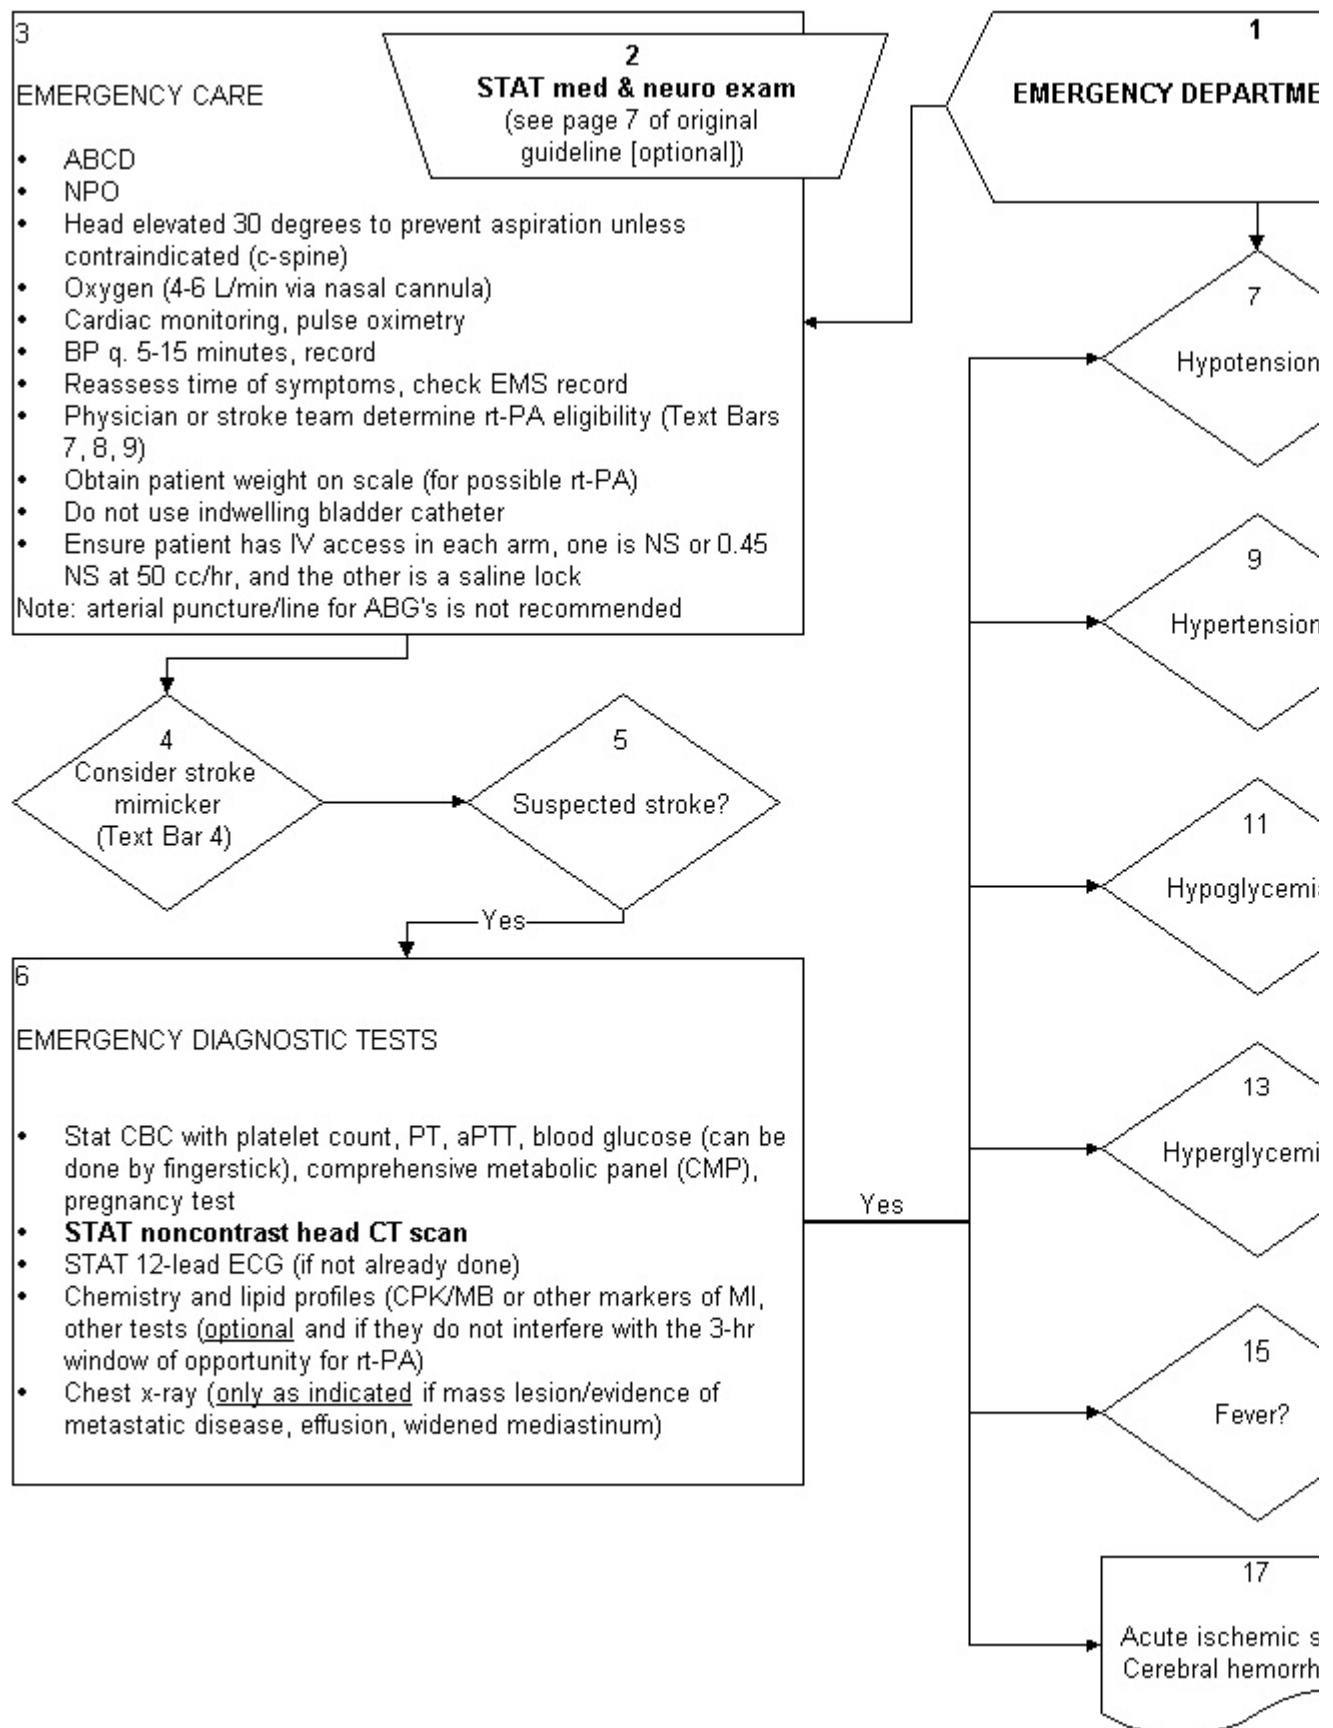 3
EMERGENCY CARE
• ABCD
• NPO
• Head elevated 30 degrees to prevent aspiration unless
contraindicated (c-spine)
• Oxygen (4-6 L/min via nasal cannula)
• Cardiac monitoring, pulse oximetry
• BP q. 5-15 minutes, record
• Reassess time of symptoms, check EMS record
• Physician or stroke team determine rt-PA eligibility (Text Bars
7, 8, 9)
• Obtain patient weight on scale (for possible rt-PA)
• Do not use indwelling bladder catheter
• Ensure patient has IV access in each arm, one is NS or 0.45
NS at 50 cc/hr, and the other is a saline lock
Note: arterial puncture/line for ABG's is not recommended
2
STAT med & neuro exam
(see page 7 of original
guideline [optional])
1
EMERGENCY DEPARTME
4
Consider stroke
mimicker
(Text Bar 4)
5
Suspected stroke?
Yes
6
EMERGENCY DIAGNOSTIC TESTS
• Stat CBC with platelet count, PT, aPTT, blood glucose (can be
done by fingerstick), comprehensive metabolic panel (CMP),
pregnancy test
• STAT noncontrast head CT scan
• STAT 12-lead ECG (if not already done)
• Chemistry and lipid profiles (CPK/MB or other markers of MI,
other tests (optional and if they do not interfere with the 3-hr
window of opportunity for rt-PA)
• Chest x-ray (only as indicated if mass lesion/evidence of
metastatic disease, effusion, widened mediastinum)
Yes
7
Hypotension
9
Hypertension
11
Hypoglycemi
13
Hyperglycemi
15
Fever?
17
Acute ischemic s
Cerebral hemorrh